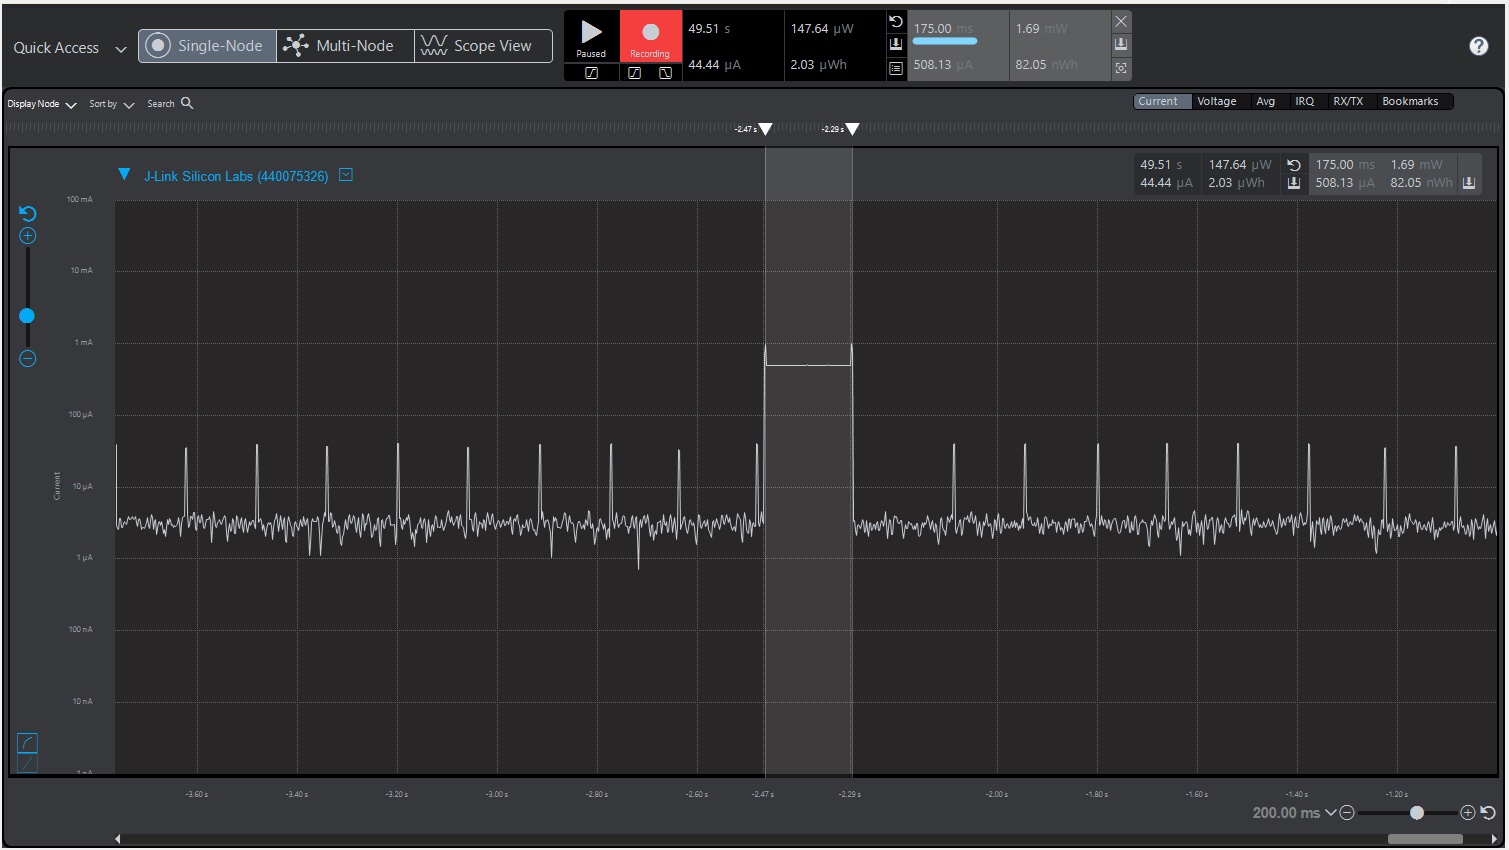 Quick Access
Single-Node
Multi-Node
Scope View
Paused
Recording
49.51 s
147.64 µW
44.44 µA
2.03 µWh
175.00 ms
1.69 mW
508.13 µA
82.05 nWh
?
Display Node
Sort by
Search
Current
Voltage
Avg
IRQ
RX/TX
Bookmarks
-2.47 s
-2.29 s
J-Link Silicon Labs (440075326)
49.51 s
147.64 µW
175.00 ms
1.69 mW
44.44 µA
2.03 µWh
508.13 µA
82.05 nWh
100 mA
10 mA
1 mA
100 µA
10 µA
1 µA
100 nA
10 nA
1 nA
Current
-3.60 s
-3.40 s
-3.20 s
-3.00 s
-2.80 s
-2.60 s
-2.47 s
-2.29 s
-2.00 s
-1.80 s
-1.60 s
-1.40 s
-1.20 s
200.00 ms